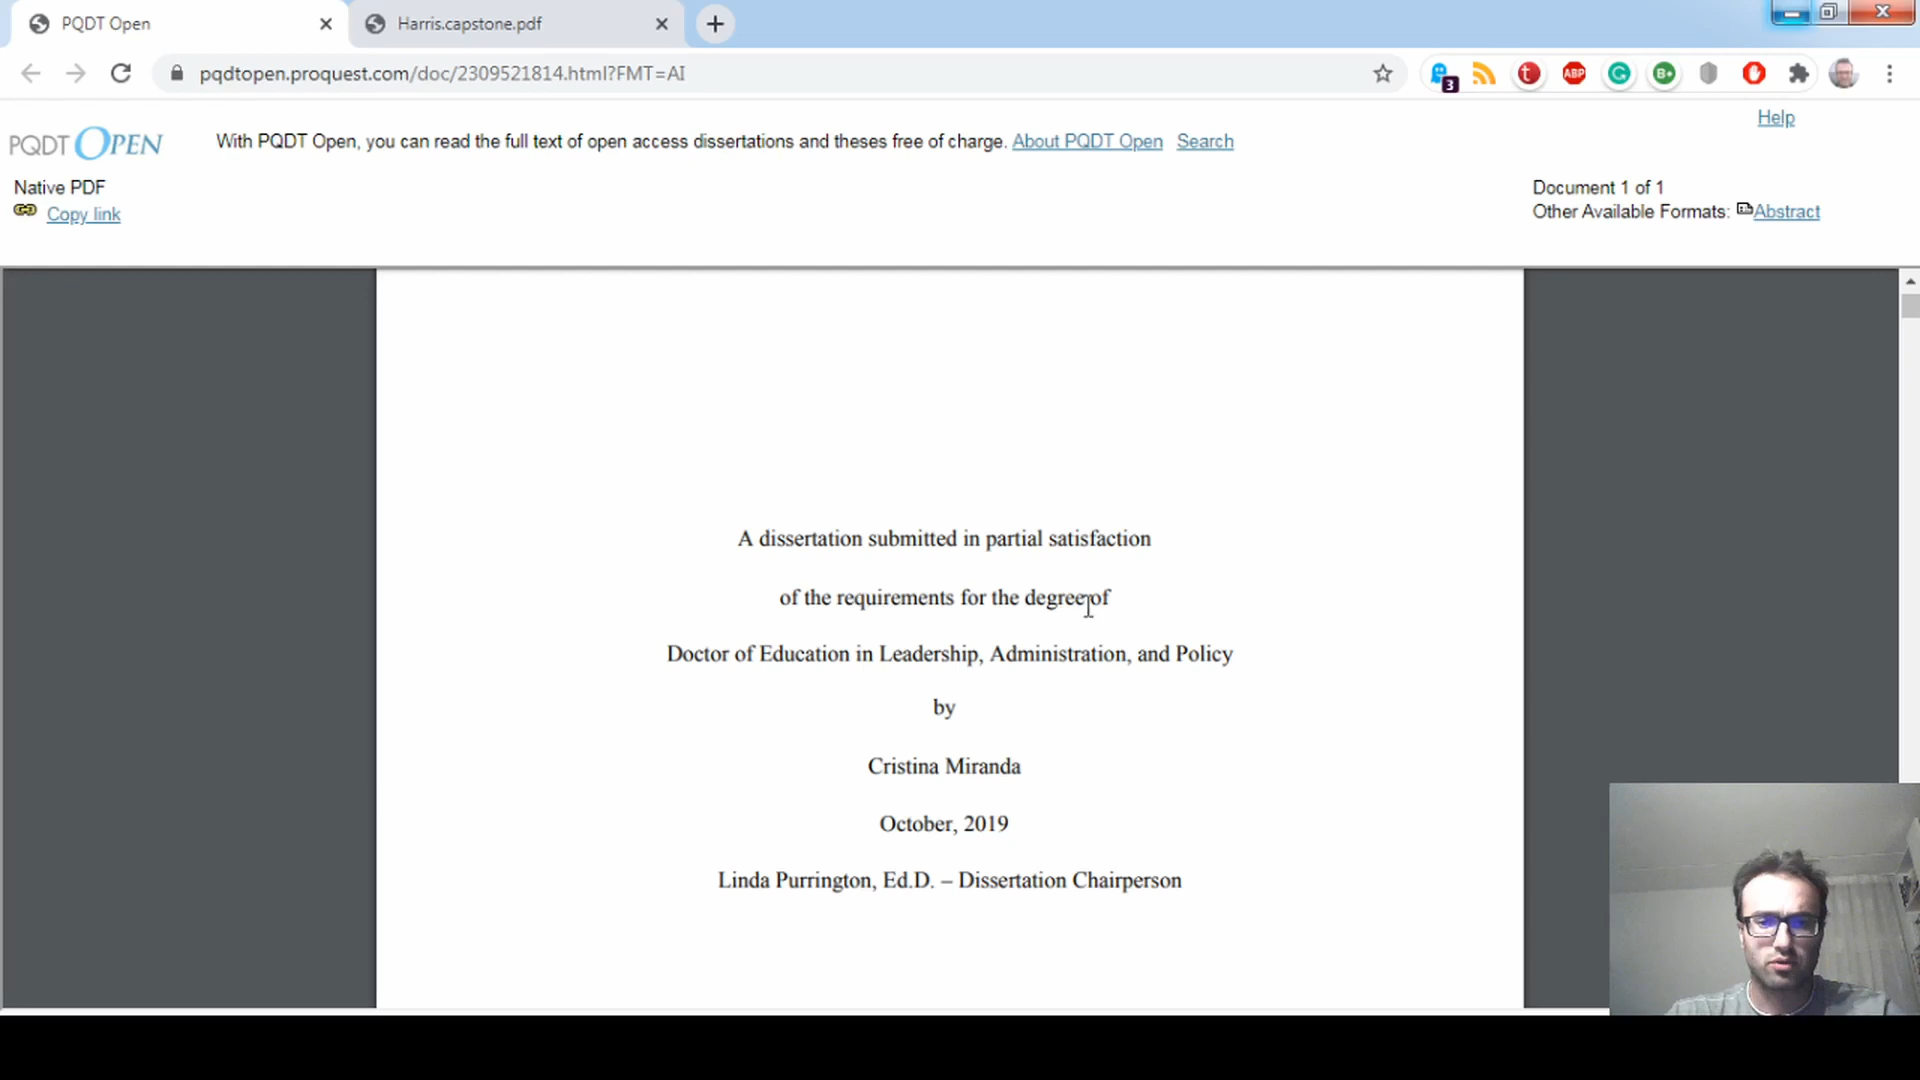 PQDT Open
Harris.capstone.pdf
pqdtopen.proquest.com/doc/2309521814.html?FMT=AI
3
t
ABP
G
B+
Help
PQDT OPEN
With PQDT Open, you can read the full text of open access dissertations and theses free of charge. About PQDT Open Search
Native PDF
Document 1 of 1
Copy link
Other Available Formats: Abstract
A dissertation submitted in partial satisfaction
of the requirements for the degree of
Doctor of Education in Leadership, Administration, and Policy
by
Cristina Miranda
October, 2019
Linda Purrington, Ed.D. – Dissertation Chairperson